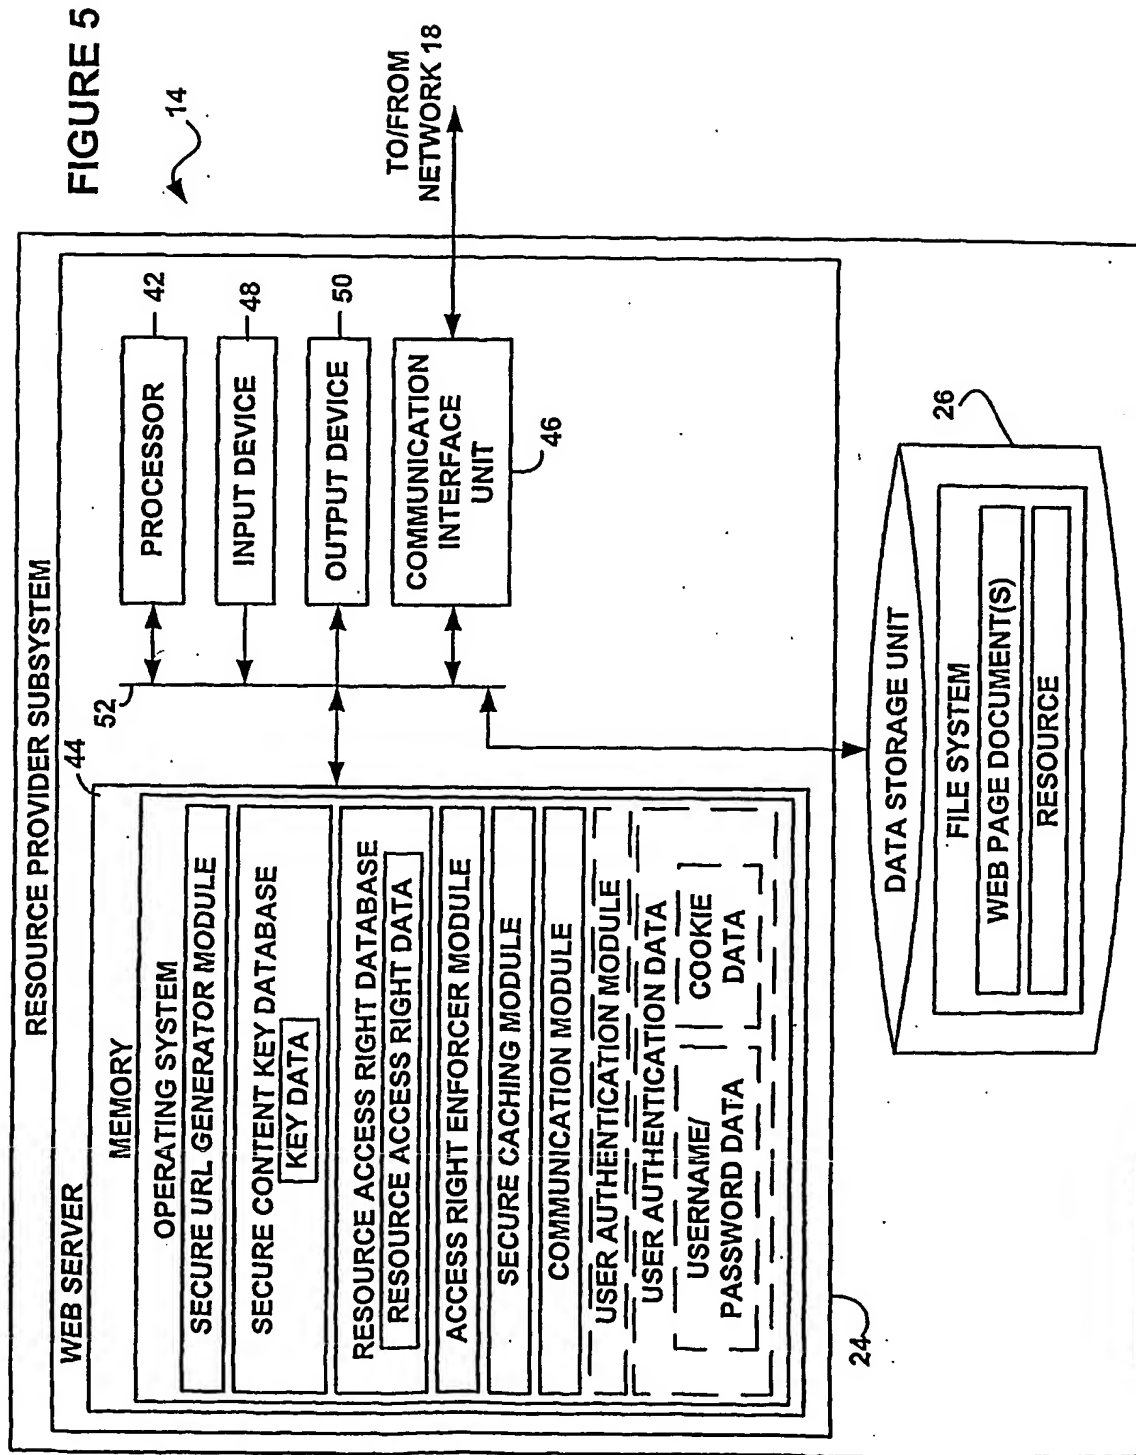 FIGURE 5
14
RESOURCE PROVIDER SUBSYSTEM
WEB SERVER
44
MEMORY
OPERATING SYSTEM
SECURE URL GENERATOR MODULE
SECURE CONTENT KEY DATABASE
KEY DATA
RESOURCE ACCESS RIGHT DATABASE
RESOURCE ACCESS RIGHT DATA
ACCESS RIGHT ENFORCER MODULE
SECURE CACHING MODULE
COMMUNICATION MODULE
USER AUTHENTICATION MODULE
USER AUTHENTICATION DATA
USERNAME/
PASSWORD DATA
COOKIE
DATA
24
52
PROCESSOR
42
INPUT DEVICE
48
OUTPUT DEVICE
50
COMMUNICATION
INTERFACE
UNIT
46
TO/FROM
NETWORK 18
DATA STORAGE UNIT
26
FILE SYSTEM
WEB PAGE DOCUMENT(S)
RESOURCE